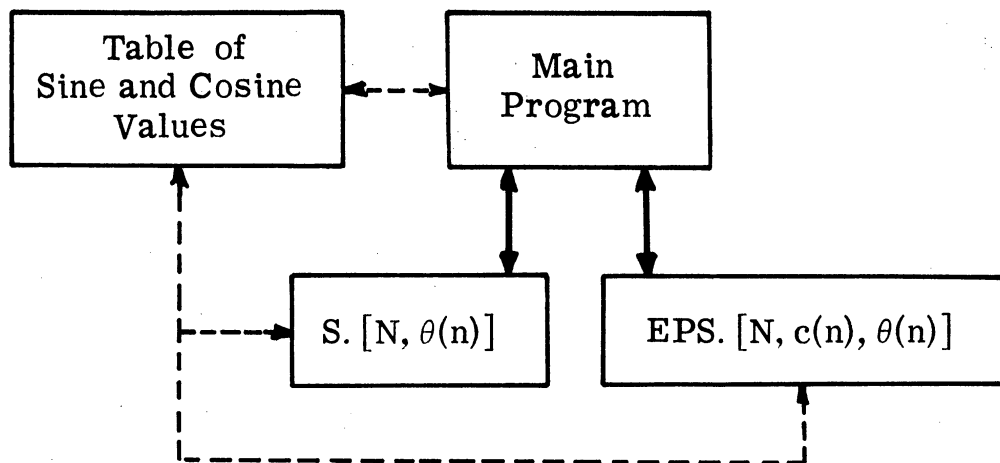 Table of
Sine and Cosine
Values
Main
Program
S. [N, θ(n)]
EPS. [N, c(n), θ(n)]